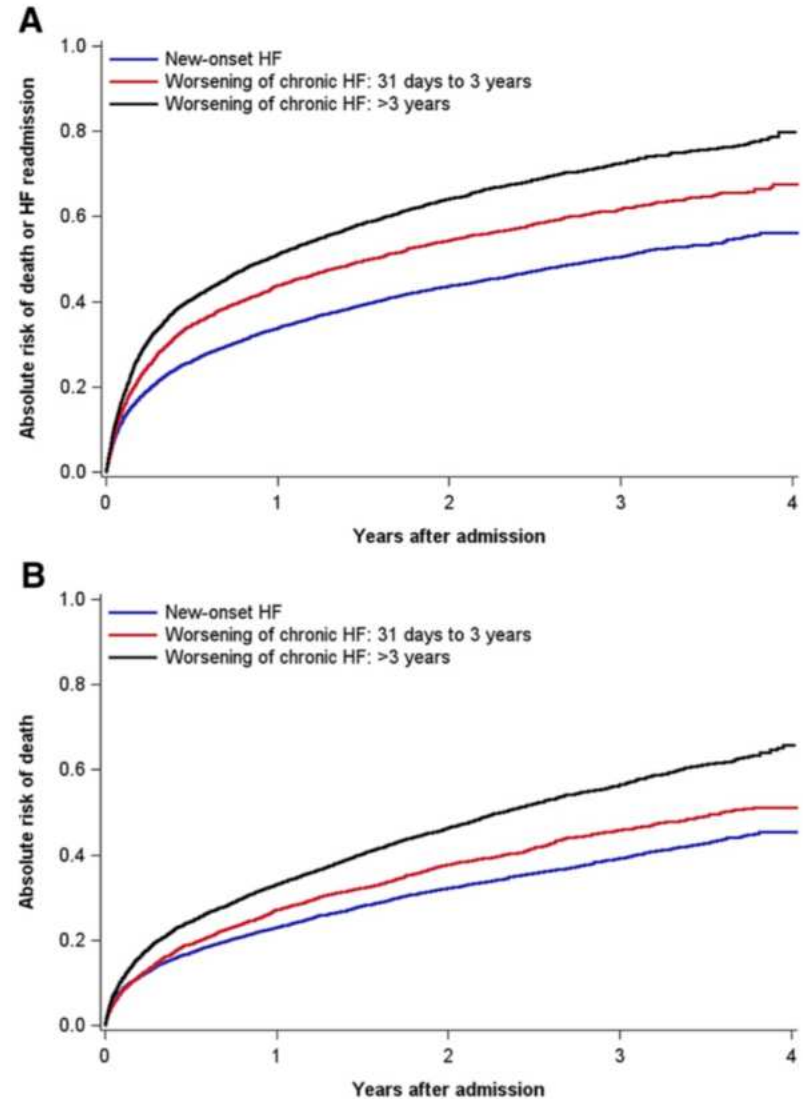 A
1.0
New-onset HF
Worsening of chronic HF: 31 days to 3 years
Worsening of chronic HF: >3 years
0.8
0.6
0.4
0.2
0.0
Absolute risk of death or HF readmission
0 1 2 3 4
Years after admission
B
1.0
New-onset HF
Worsening of chronic HF: 31 days to 3 years
Worsening of chronic HF: >3 years
0.8
0.6
0.4
0.2
0.0
Absolute risk of death
0 1 2 3 4
Years after admission